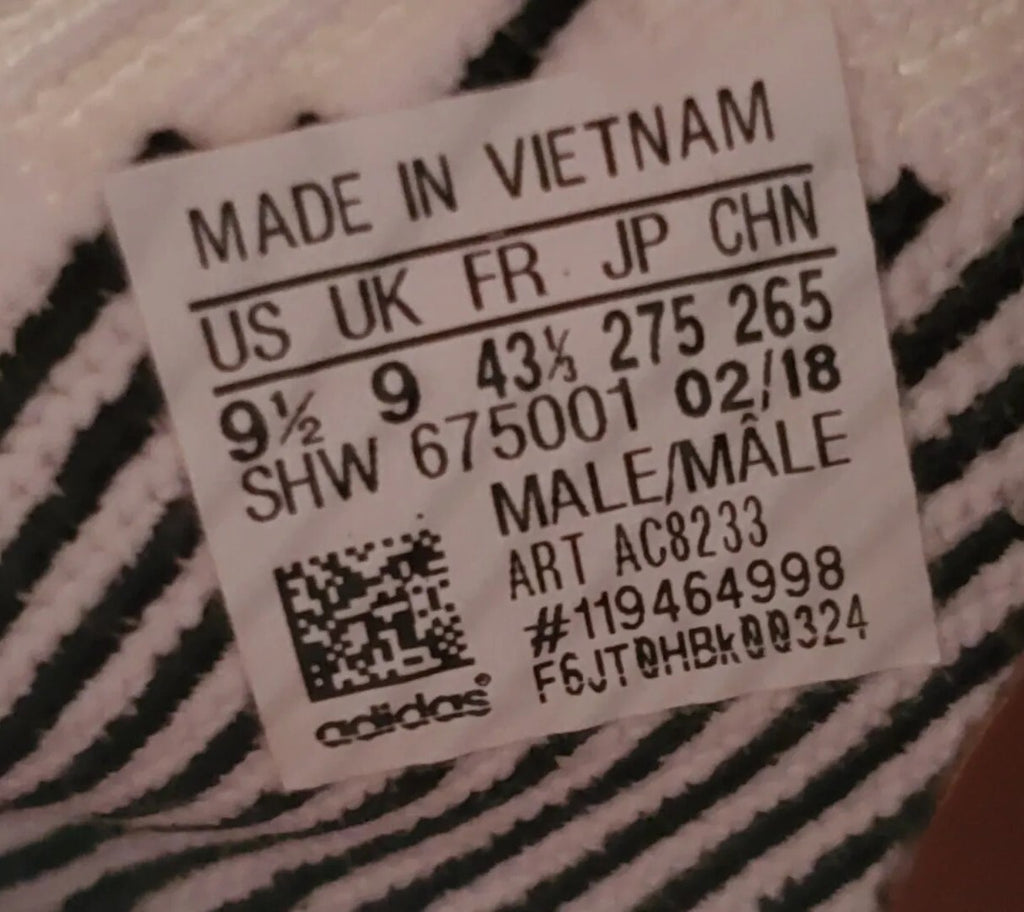 MADE IN VIETNAM
US UK FR JP CHN
9½ 9 43⅓ 275 265
SHW 675001 02/18
MALE/MÂLE
ART AC8233
#119464998
F6JT0HBk00324
adidas®